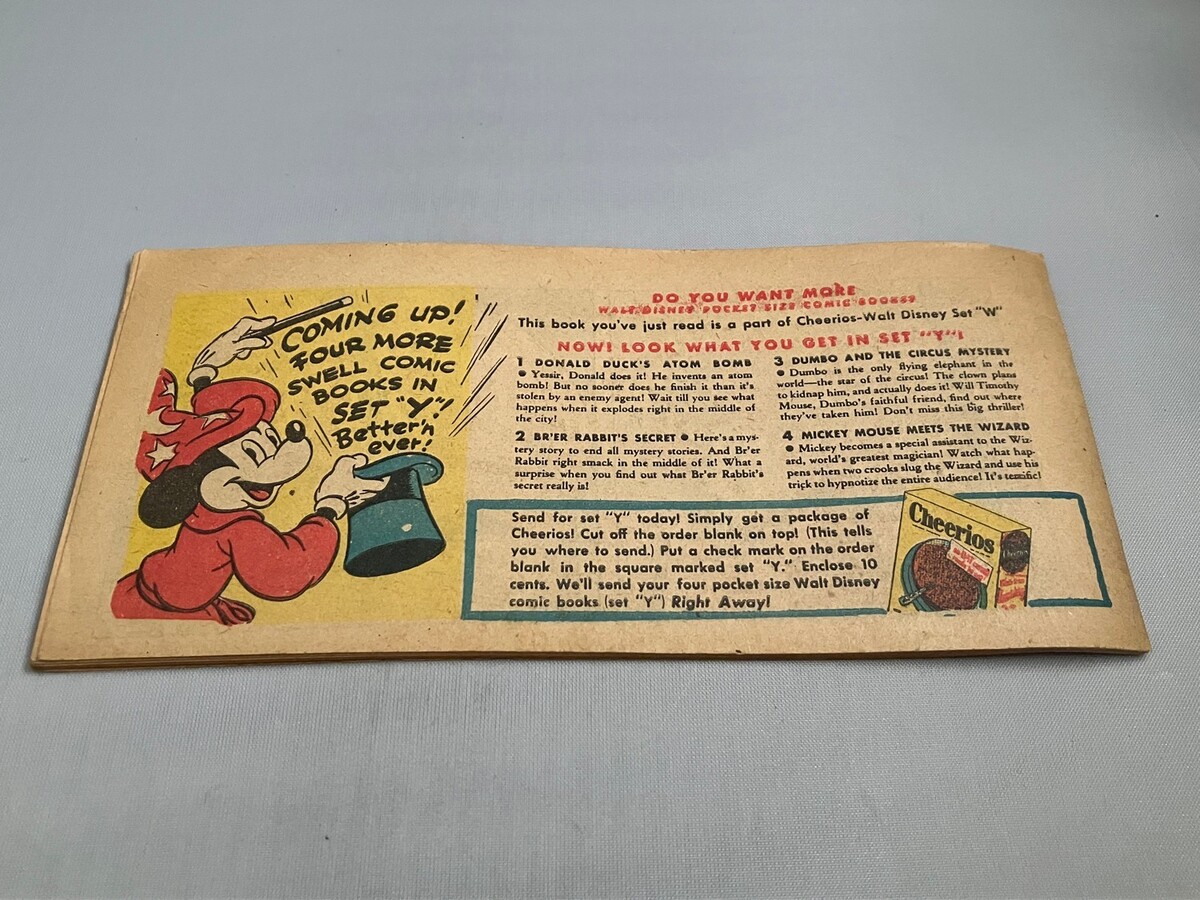 COMING UP!
FOUR MORE
SWELL COMIC
BOOKS IN
SET "Y"!
Better'n
ever!
DO YOU WANT MORE
WALT DISNEY POCKET SIZE COMIC BOOKS?
This book you've just read is a part of Cheerios-Walt Disney Set "W"
NOW! LOOK WHAT YOU GET IN SET "Y"!
1 DONALD DUCK'S ATOM BOMB
● Yessir, Donald does it! He invents an atom
bomb! But no sooner does he finish it than it's
stolen by an enemy agent! Wait till you see what
happens when it explodes right in the middle of
the city!
2 BR'ER RABBIT'S SECRET ● Here's a mys-
tery story to end all mystery stories. And Br'er
Rabbit right smack in the middle of it! What a
surprise when you find out what Br'er Rabbit's
secret really is!
3 DUMBO AND THE CIRCUS MYSTERY
● Dumbo is the only flying elephant in the
world—the star of the circus! The clown plans
to kidnap him, and actually does it! Will Timothy
Mouse, Dumbo's faithful friend, find out where
they've taken him! Don't miss this big thriller!
4 MICKEY MOUSE MEETS THE WIZARD
● Mickey becomes a special assistant to the Wiz-
ard, world's greatest magician! Watch what hap-
pens when two crooks slug the Wizard and use his
trick to hypnotize the entire audience! It's terrific!
Send for set "Y" today! Simply get a package of
Cheerios! Cut off the order blank on top! (This tells
you where to send.) Put a check mark on the order
blank in the square marked set "Y." Enclose 10
cents. We'll send your four pocket size Walt Disney
comic books (set "Y") Right Away!
Cheerios
Cheerios